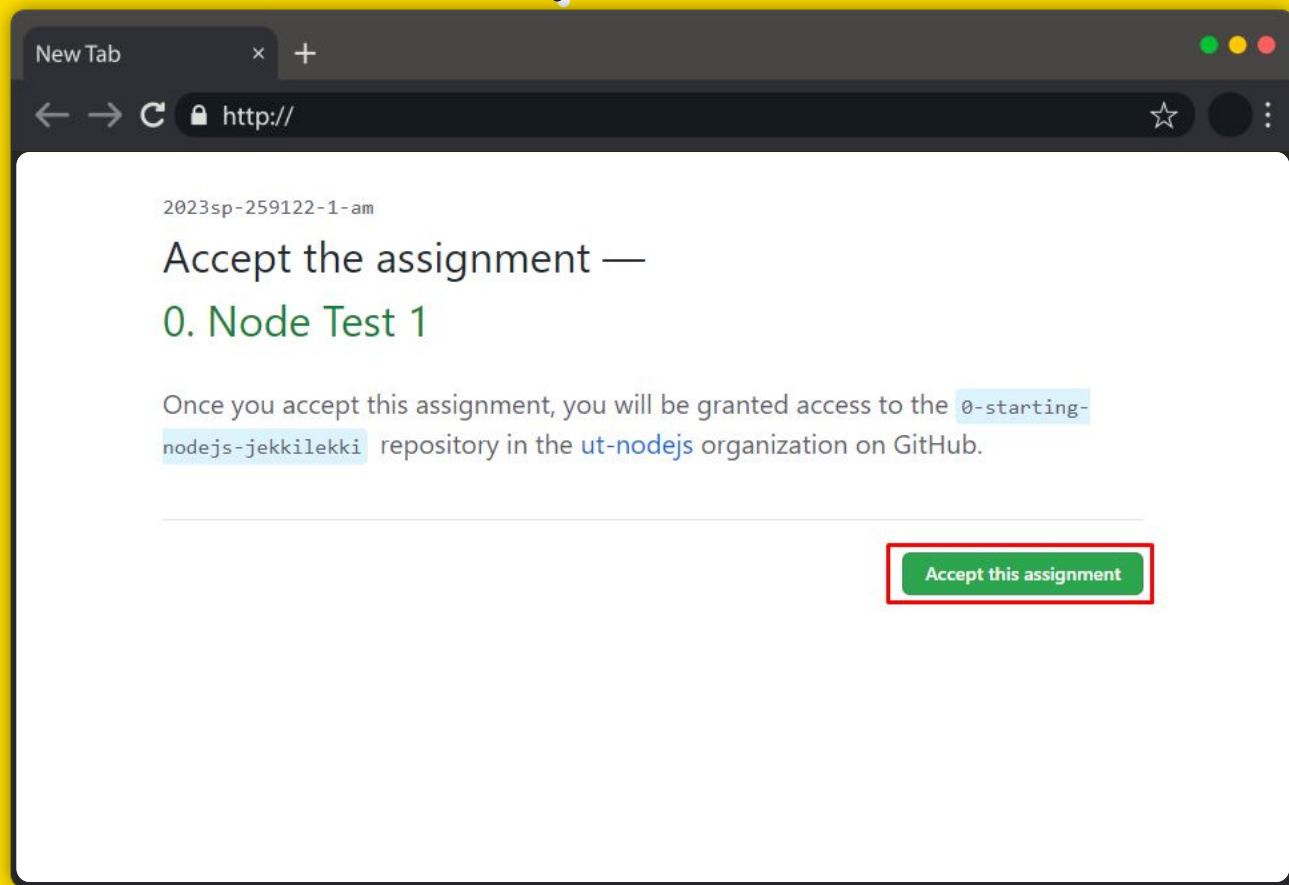 New Tab
http://
2023sp-259122-1-am
Accept the assignment —
0. Node Test 1
Once you accept this assignment, you will be granted access to the 0-starting-
nodejs-jekkilekki repository in the ut-nodejs organization on GitHub.
Accept this assignment